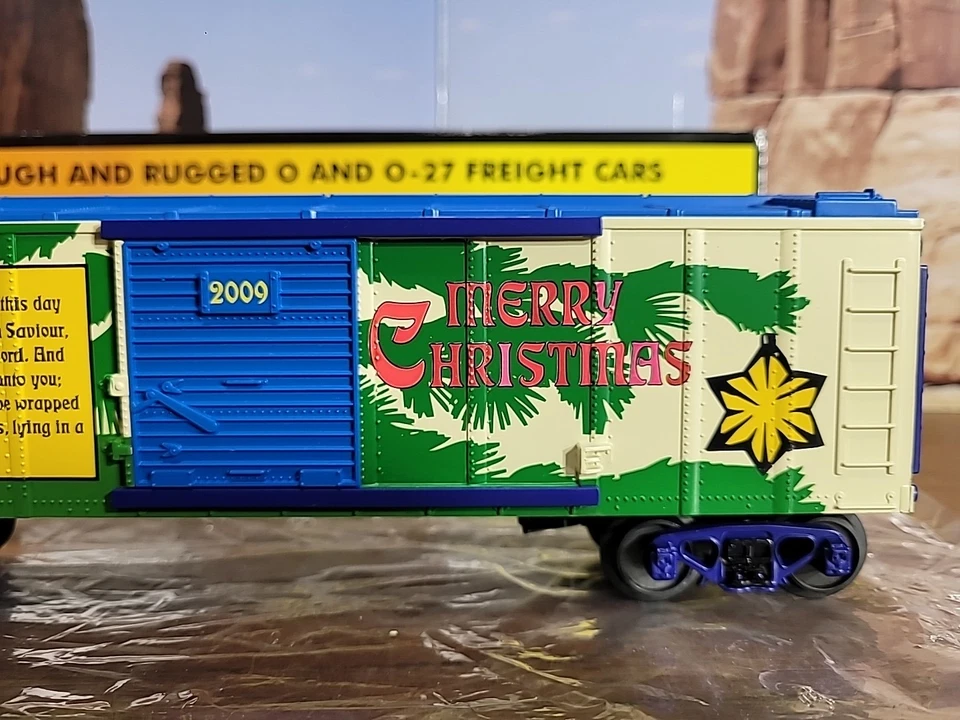 UGH AND RUGGED O AND O-27 FREIGHT CARS
this day
Saviour,
ord. And
unto you;
be wrapped
s, lying in a
2009
MERRY
CHRISTMAS